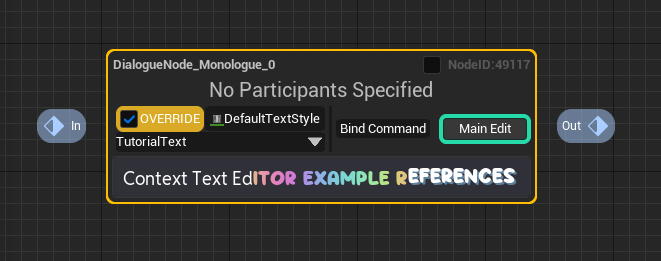 DialogueNode_Monologue_0
NodeID:49117
No Participants Specified
In
OVERRIDE
DefaultTextStyle
TutorialText
Bind Command
Main Edit
Out
Context Text EdITOR EXAMPLE REFERENCES